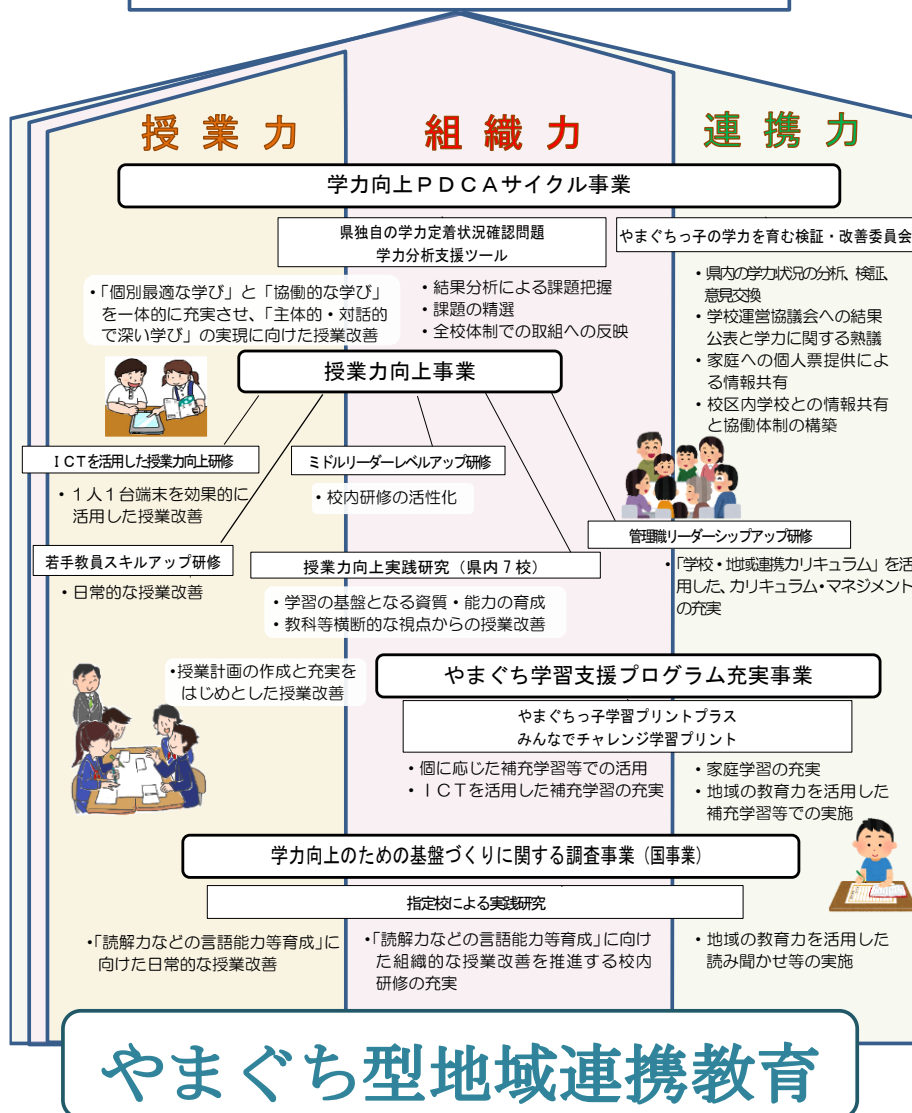 授業力
組織力
連携力
学力向上PDCAサイクル事業
県独自の学力定着状況確認問題
学力分析支援ツール
やまぐちっ子の学力を育む検証・改善委員会
・「個別最適な学び」と「協働的な学び」
を一体的に充実させ、「主体的・対話的
で深い学び」の実現に向けた授業改善
・結果分析による課題把握
・課題の精選
・全校体制での取組への反映
・県内の学力状況の分析、検証、
意見交換
・学校運営協議会への結果
公表と学力に関する熟議
・家庭への個人票提供によ
る情報共有
・校区内学校との情報共有
と協働体制の構築
授業力向上事業
ICTを活用した授業力向上研修
・1人1台端末を効果的に
活用した授業改善
ミドルリーダーレベルアップ研修
・校内研修の活性化
管理職リーダーシップアップ研修
・「学校・地域連携カリキュラム」を活
用した、カリキュラム・マネジメント
の充実
若手教員スキルアップ研修
・日常的な授業改善
授業力向上実践研究(県内7校)
・学習の基盤となる資質・能力の育成
・教科等横断的な視点からの授業改善
・授業計画の作成と充実を
はじめとした授業改善
やまぐち学習支援プログラム充実事業
やまぐちっ子学習プリントプラス
みんなでチャレンジ学習プリント
・個に応じた補充学習等での活用
・ICTを活用した補充学習の充実
・家庭学習の充実
・地域の教育力を活用した
補充学習等での実施
学力向上のための基盤づくりに関する調査事業(国事業)
指定校による実践研究
・「読解力などの言語能力等育成」に
向けた日常的な授業改善
・「読解力などの言語能力等育成」に向け
た組織的な授業改善を推進する校内
研修の充実
・地域の教育力を活用した
読み聞かせ等の実施
やまぐち型地域連携教育